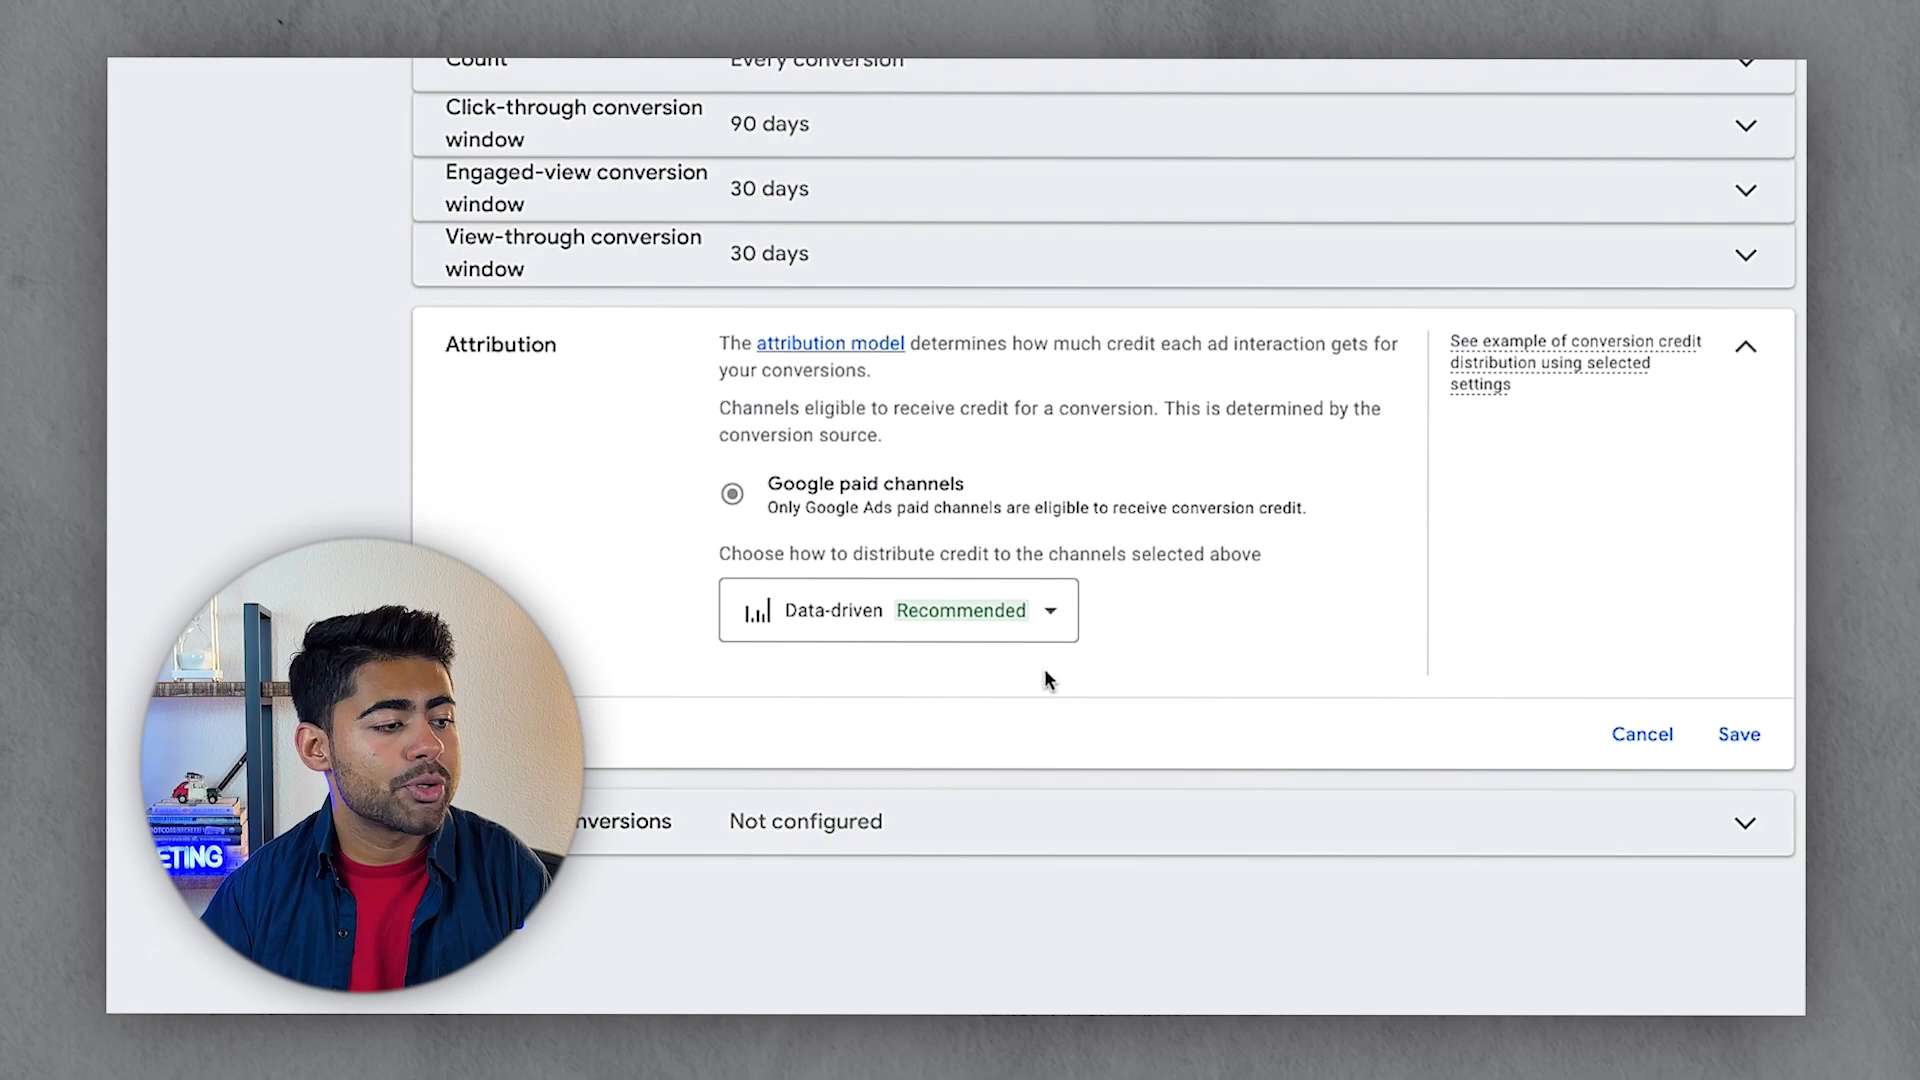 Count Every conversion
Click-through conversion
window
90 days
Engaged-view conversion
window
30 days
View-through conversion
window
30 days
Attribution
The attribution model determines how much credit each ad interaction gets for
your conversions.
Channels eligible to receive credit for a conversion. This is determined by the
conversion source.
Google paid channels
Only Google Ads paid channels are eligible to receive conversion credit.
Choose how to distribute credit to the channels selected above
Data-driven Recommended
See example of conversion credit
distribution using selected
settings
Cancel Save
nversions Not configured
ETING